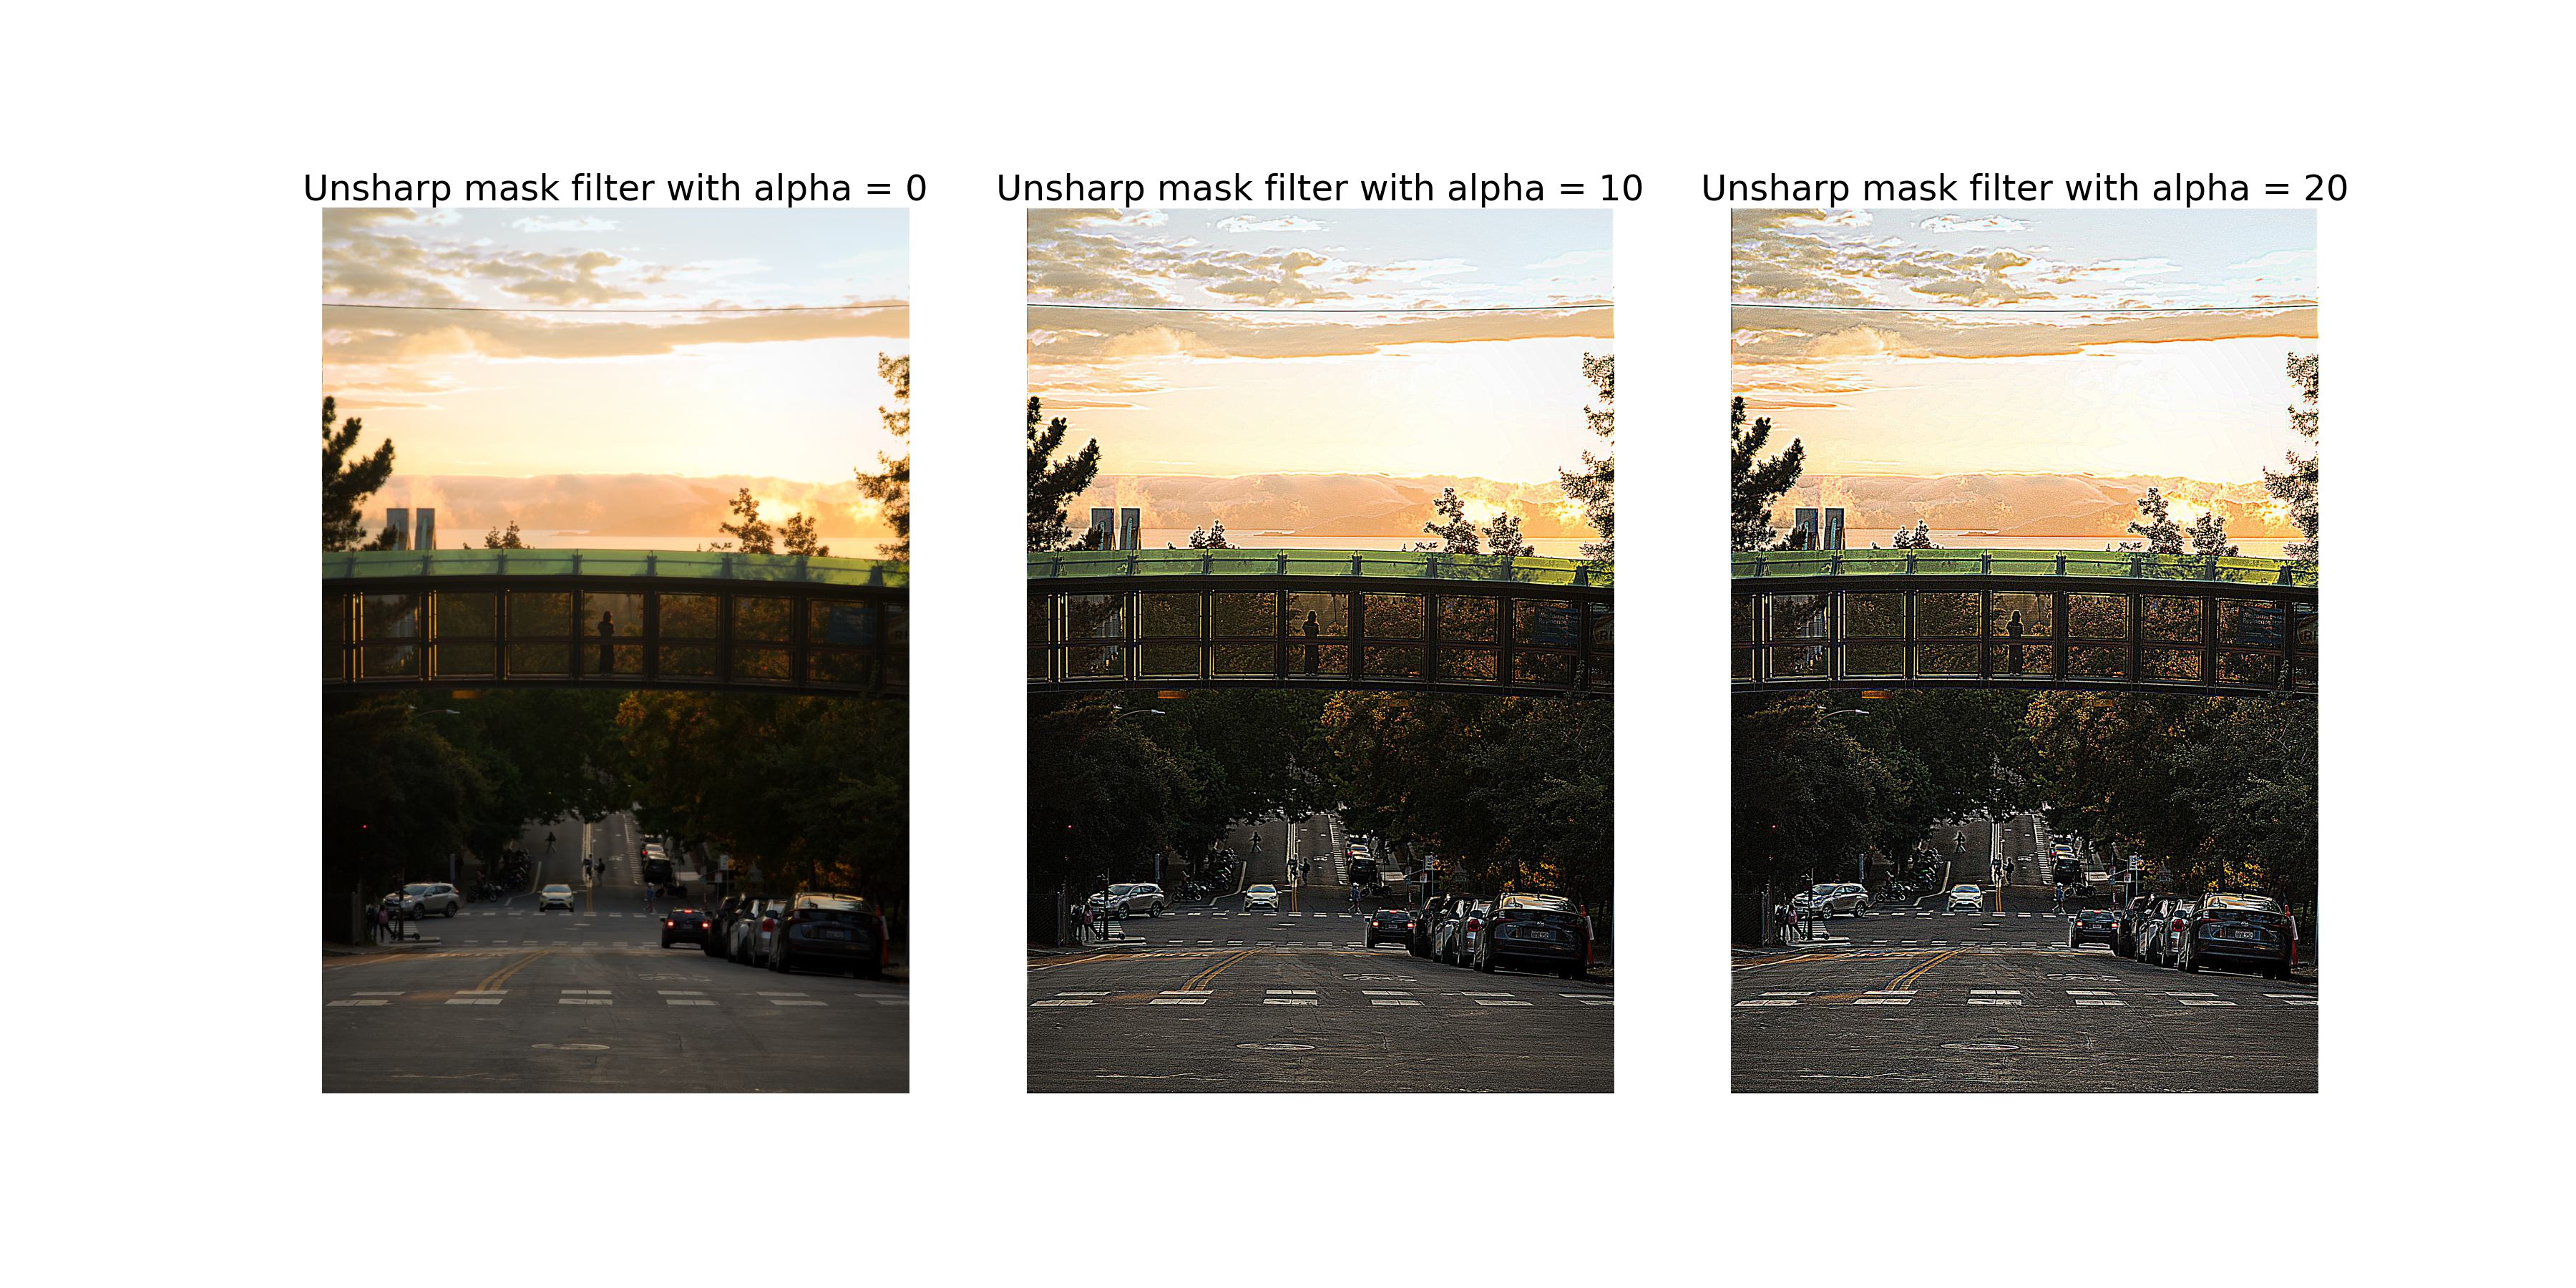 Unsharp mask filter with alpha = 0
Unsharp mask filter with alpha = 10
Unsharp mask filter with alpha = 20